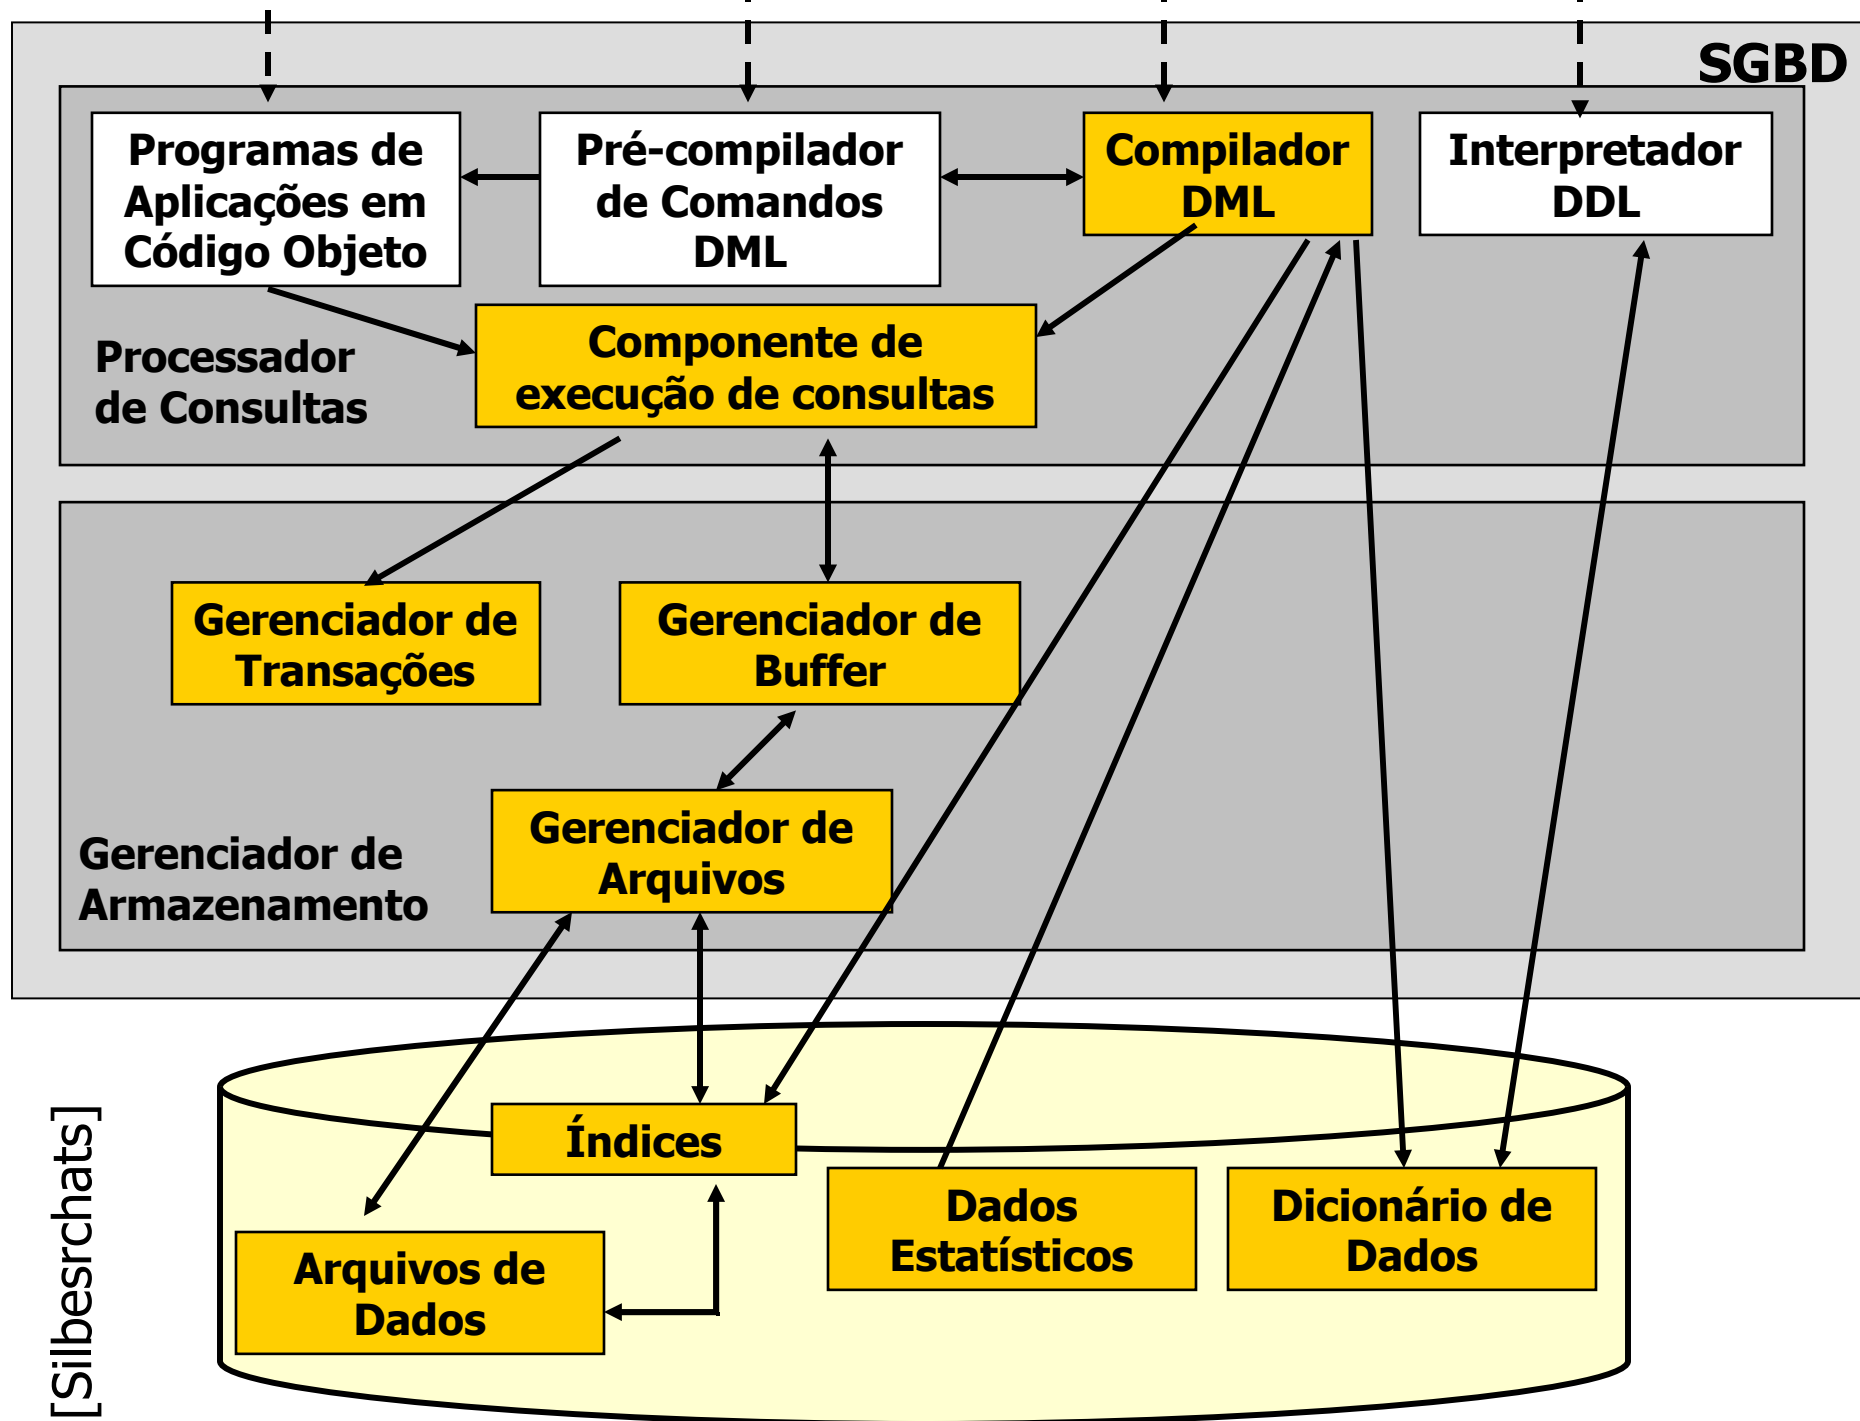 SGBD
Programas de
Aplicações em
Código Objeto
Pré-compilador
de Comandos
DML
Compilador
DML
Interpretador
DDL
Componente de
execução de consultas
Processador
de Consultas
Gerenciador de
Transações
Gerenciador de
Buffer
Gerenciador de
Arquivos
Gerenciador de
Armazenamento
Índices
Dados
Estatísticos
Dicionário de
Dados
Arquivos de
Dados
[Silbesrchats]